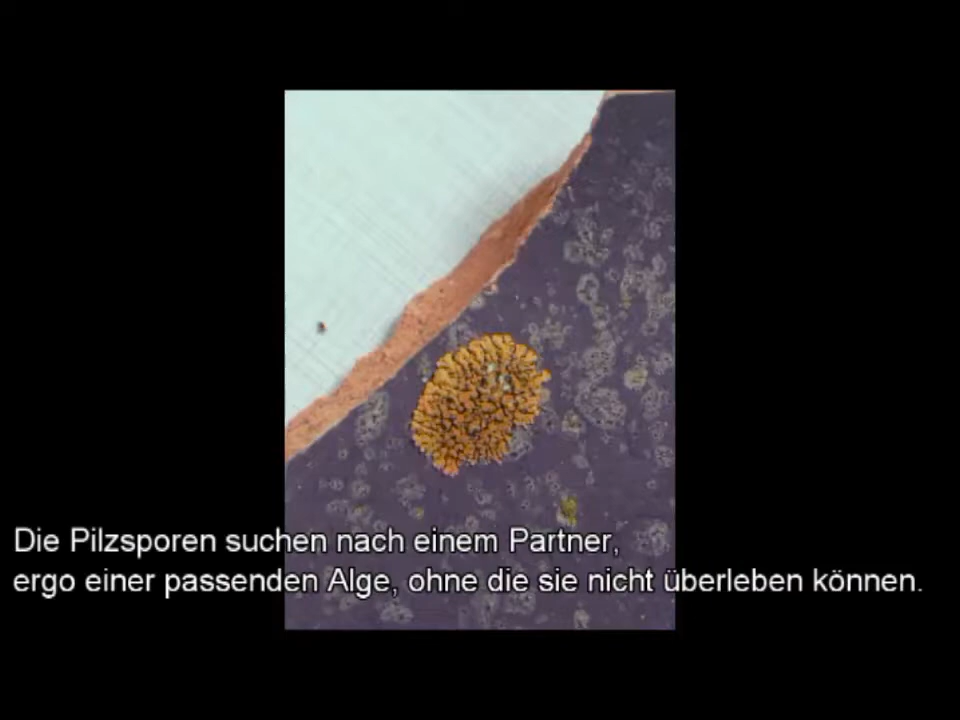 Die Pilzsporen suchen nach einem Partner,
ergo einer passenden Alge, ohne die sie nicht überleben können.